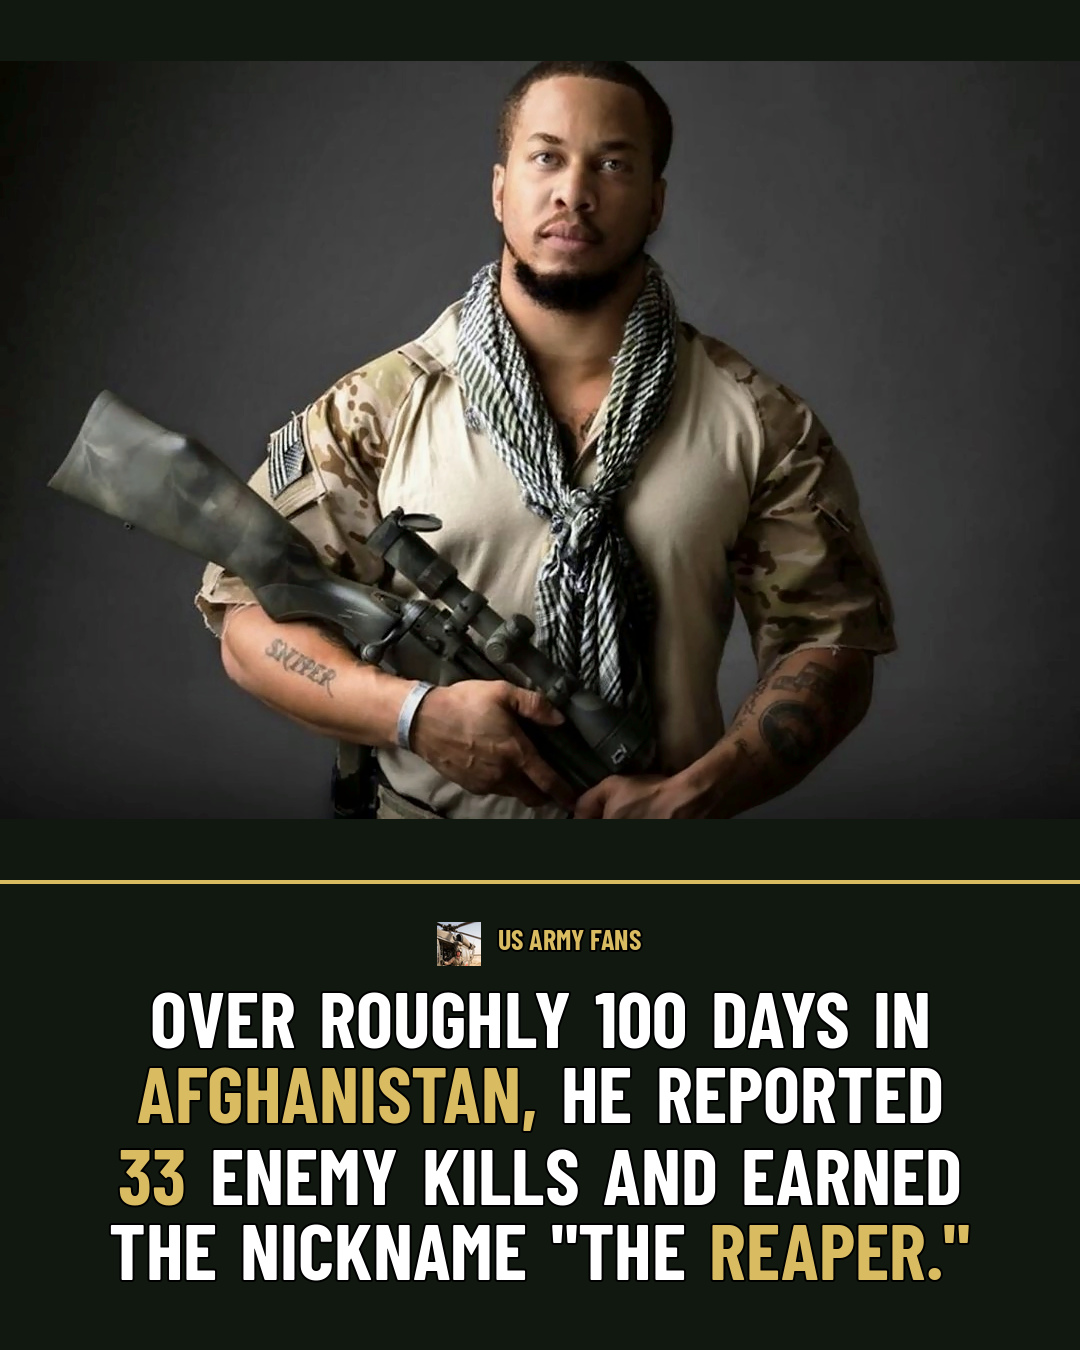 SNIPER
US ARMY FANS
OVER ROUGHLY 100 DAYS IN
AFGHANISTAN, HE REPORTED
33 ENEMY KILLS AND EARNED
THE NICKNAME "THE REAPER."